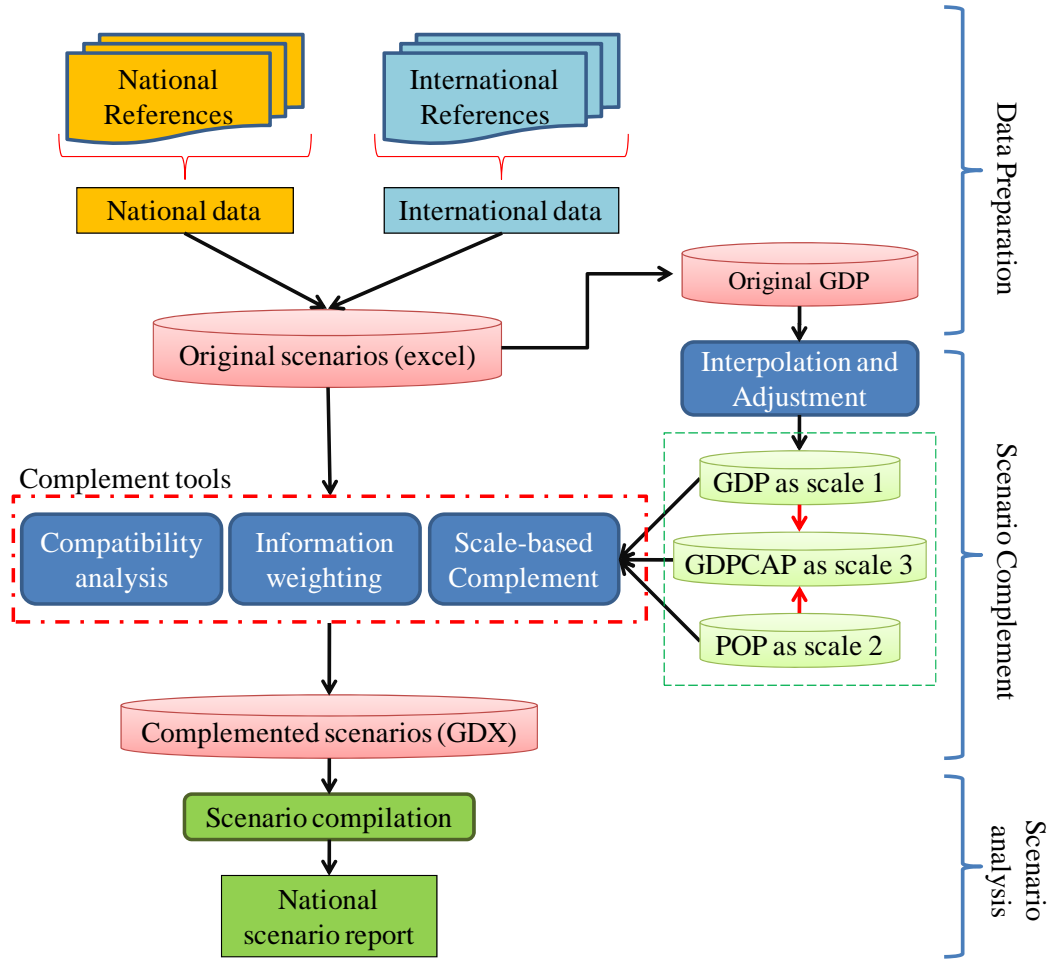 National
References
International
References
National data
International data
Data Preparation
Original GDP
Original scenarios (excel)
Interpolation and
Adjustment
Complement tools
Compatibility
analysis
Information
weighting
Scale-based
Complement
GDP as scale 1
GDPCAP as scale 3
POP as scale 2
Scenario Complement
Complemented scenarios (GDX)
Scenario compilation
National
scenario report
Scenario
analysis